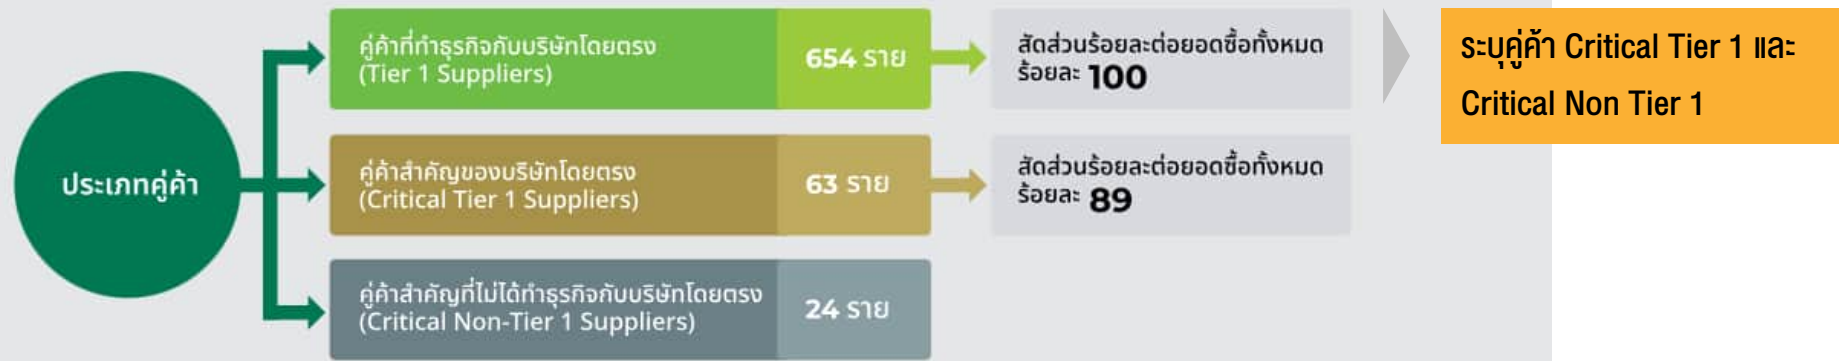 ประเภทคู่ค้า
คู่ค้าที่ทำธุรกิจกับบริษัทโดยตรง
(Tier 1 Suppliers)
654 ราย
สัดส่วนร้อยละต่อยอดซื้อทั้งหมด
ร้อยละ 100
คู่ค้าสำคัญของบริษัทโดยตรง
(Critical Tier 1 Suppliers)
63 ราย
สัดส่วนร้อยละต่อยอดซื้อทั้งหมด
ร้อยละ 89
คู่ค้าสำคัญที่ไม่ได้ทำธุรกิจกับบริษัทโดยตรง
(Critical Non-Tier 1 Suppliers)
24 ราย
ระบุคู่ค้า Critical Tier 1 และ
Critical Non Tier 1